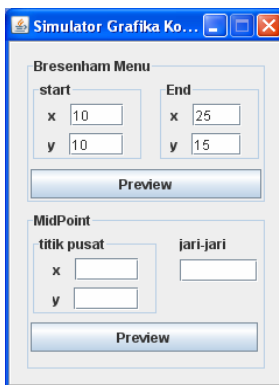 Simulator Grafika Ko...
Bresenham Menu
start End
x 10 x 25
y 10 y 15
Preview
MidPoint
titik pusat jari-jari
x
y
Preview